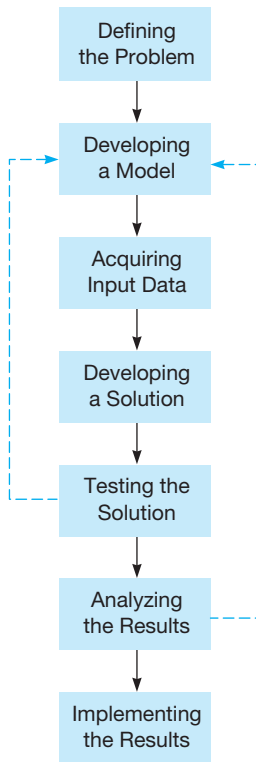 Defining
the Problem
Developing
a Model
Acquiring
Input Data
Developing
a Solution
Testing the
Solution
Analyzing
the Results
Implementing
the Results